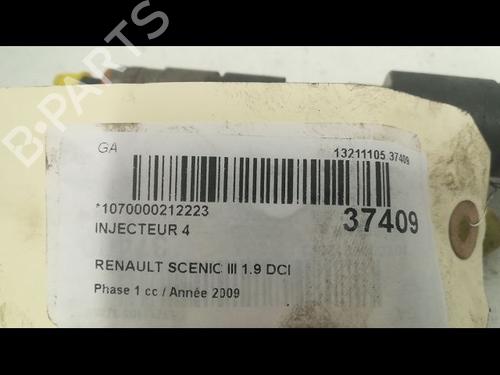 B-PARTS
GA
13211105 37409
*1070000212223
37409
INJECTEUR 4
RENAULT SCENIC III 1.9 DCI
Phase 1 cc / Année 2009